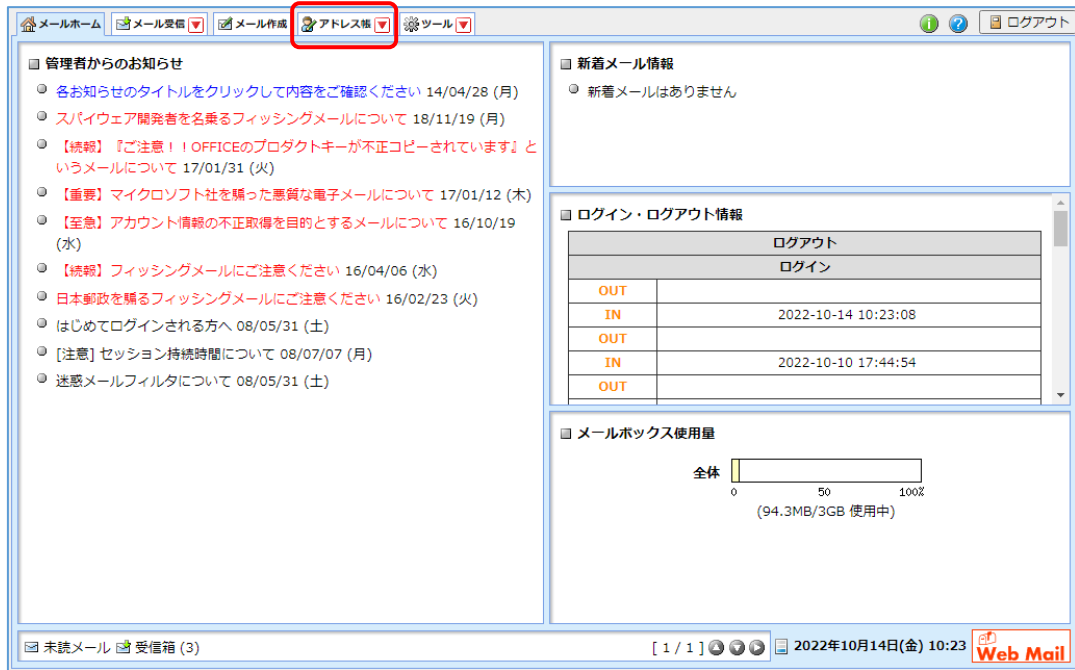 メールホーム メール受信 メール作成 アドレス帳 ツール ログアウト
管理者からのお知らせ
各お知らせのタイトルをクリックして内容をご確認ください 14/04/28 (月)
スパイウェア開発者を名乗るフィッシングメールについて 18/11/19 (月)
【続報】『ご注意！！OFFICEのプロダクトキーが不正コピーされています』と
いうメールについて 17/01/31 (火)
【重要】マイクロソフト社を騙った悪質な電子メールについて 17/01/12 (木)
【至急】アカウント情報の不正取得を目的とするメールについて 16/10/19
(水)
【続報】フィッシングメールにご注意ください 16/04/06 (水)
日本郵政を騙るフィッシングメールにご注意ください 16/02/23 (火)
はじめてログインされる方へ 08/05/31 (土)
[注意] セッション持続時間について 08/07/07 (月)
迷惑メールフィルタについて 08/05/31 (土)
新着メール情報
新着メールはありません
ログイン・ログアウト情報
ログアウト
ログイン
OUT
IN 2022-10-14 10:23:08
OUT
IN 2022-10-10 17:44:54
OUT
メールボックス使用量
全体
0 50 100%
(94.3MB/3GB 使用中)
未読メール 受信箱 (3)
[ 1 / 1 ] 2022年10月14日(金) 10:23 Web Mail